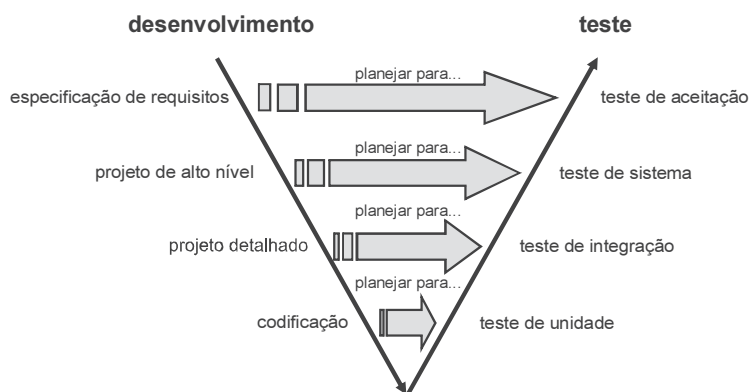 desenvolvimento
teste
planejar para...
especificação de requisitos
teste de aceitação
planejar para...
projeto de alto nível
teste de sistema
planejar para...
projeto detalhado
teste de integração
planejar para...
codificação
teste de unidade